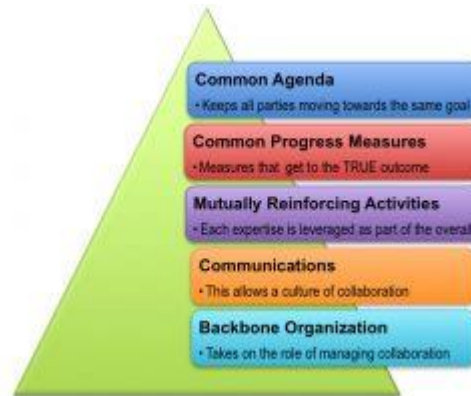 Common Agenda
• Keeps all parties moving towards the same goal
Common Progress Measures
• Measures that get to the TRUE outcome
Mutually Reinforcing Activities
• Each expertise is leveraged as part of the overall
Communications
• This allows a culture of collaboration
Backbone Organization
• Takes on the role of managing collaboration